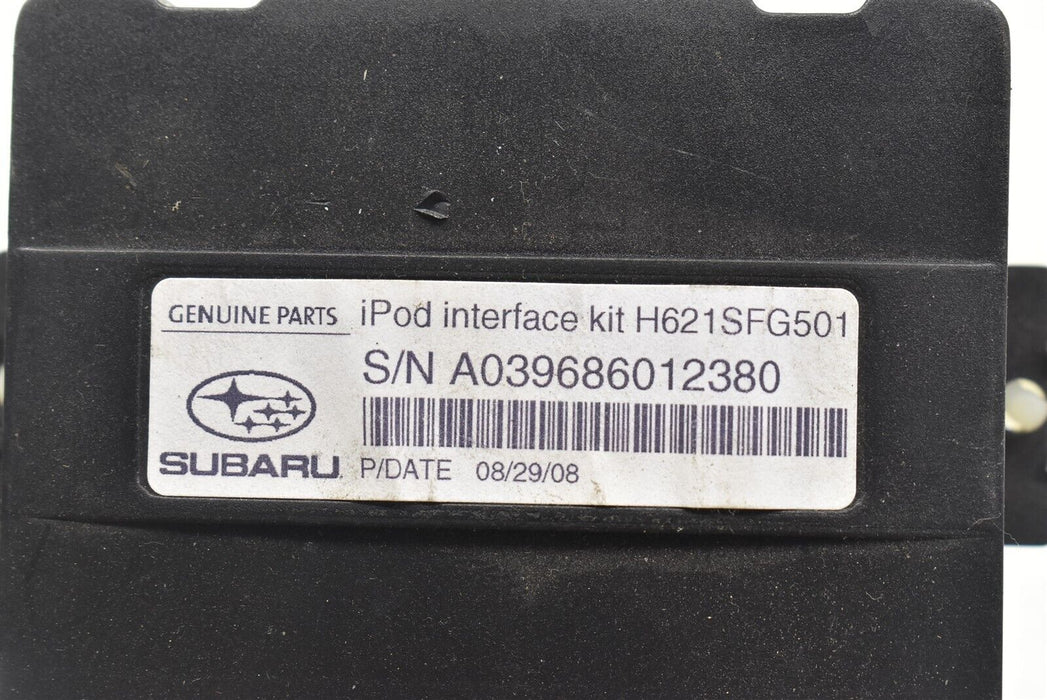 GENUINE PARTS
iPod interface kit H621SFG501
S/N A039686012380
SUBARU
P/DATE 08/29/08